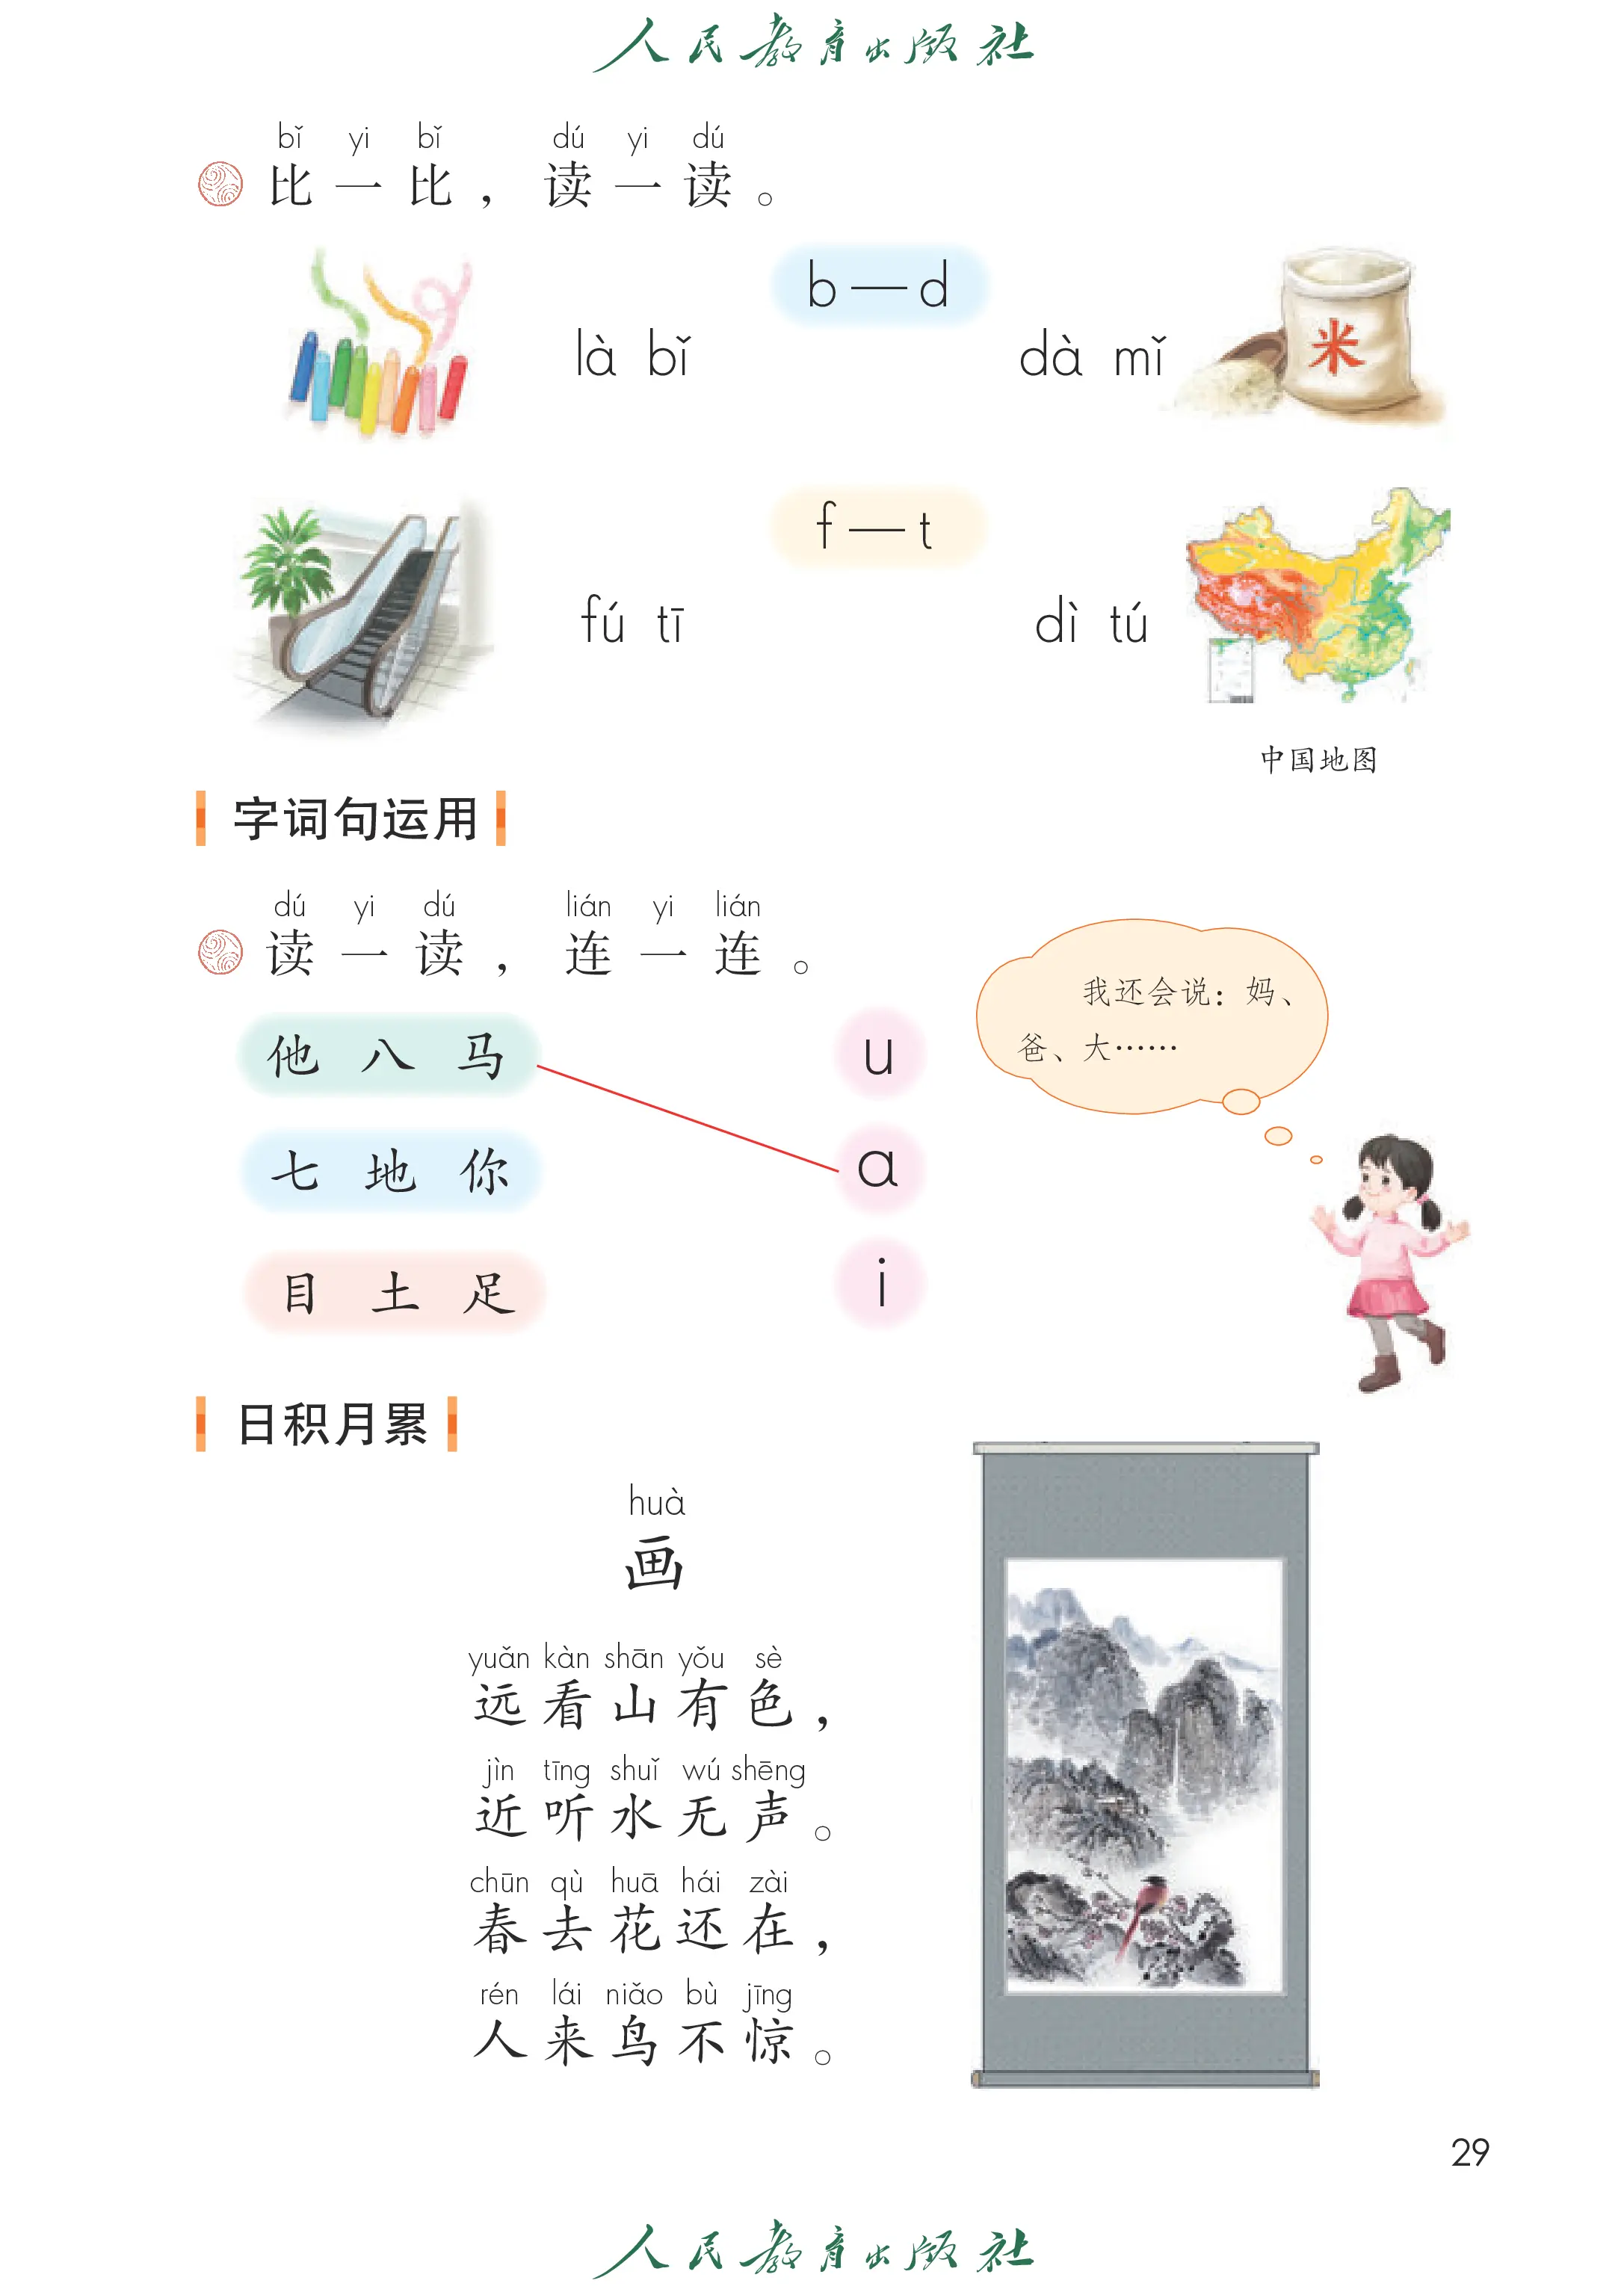 人民教育出版社
bǐ yi bǐ dú yi dú
比一比，读一读。
b — d
là bǐ
dà mǐ
米
f — t
fú tī
dì tú
中国地图
字词句运用
dú yi dú lián yi lián
读一读，连一连。
他 八 马
u
七 地 你
a
目 土 足
i
我还会说：妈、
爸、大……
日积月累
huà
画
yuǎn kàn shān yǒu sè
远看山有色，
jìn tīng shuǐ wú shēng
近听水无声。
chūn qù huā hái zài
春去花还在，
rén lái niǎo bù jīng
人来鸟不惊。
29
人民教育出版社